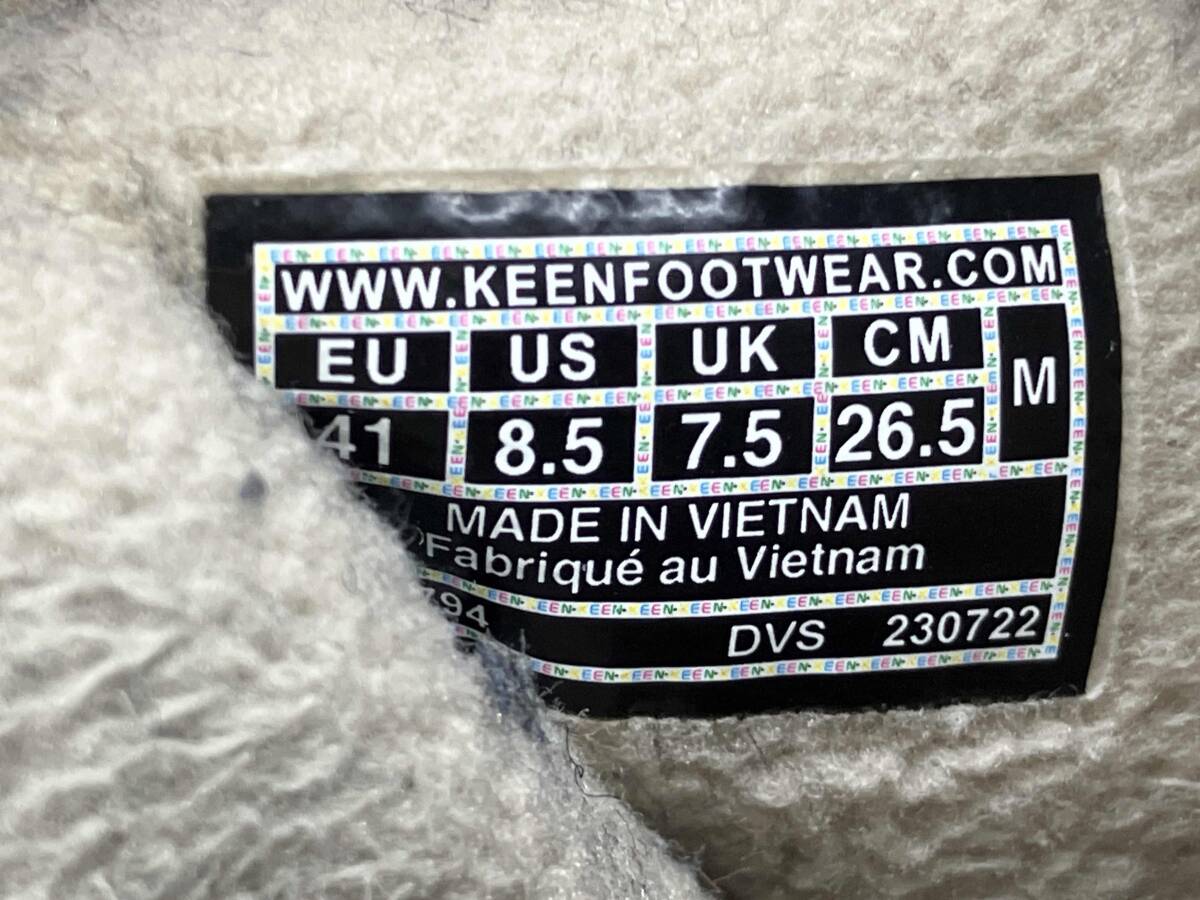 WWW.KEENFOOTWEAR.COM
EU US UK CM M
41 8.5 7.5 26.5
MADE IN VIETNAM
Fabriqué au Vietnam
DVS 230722